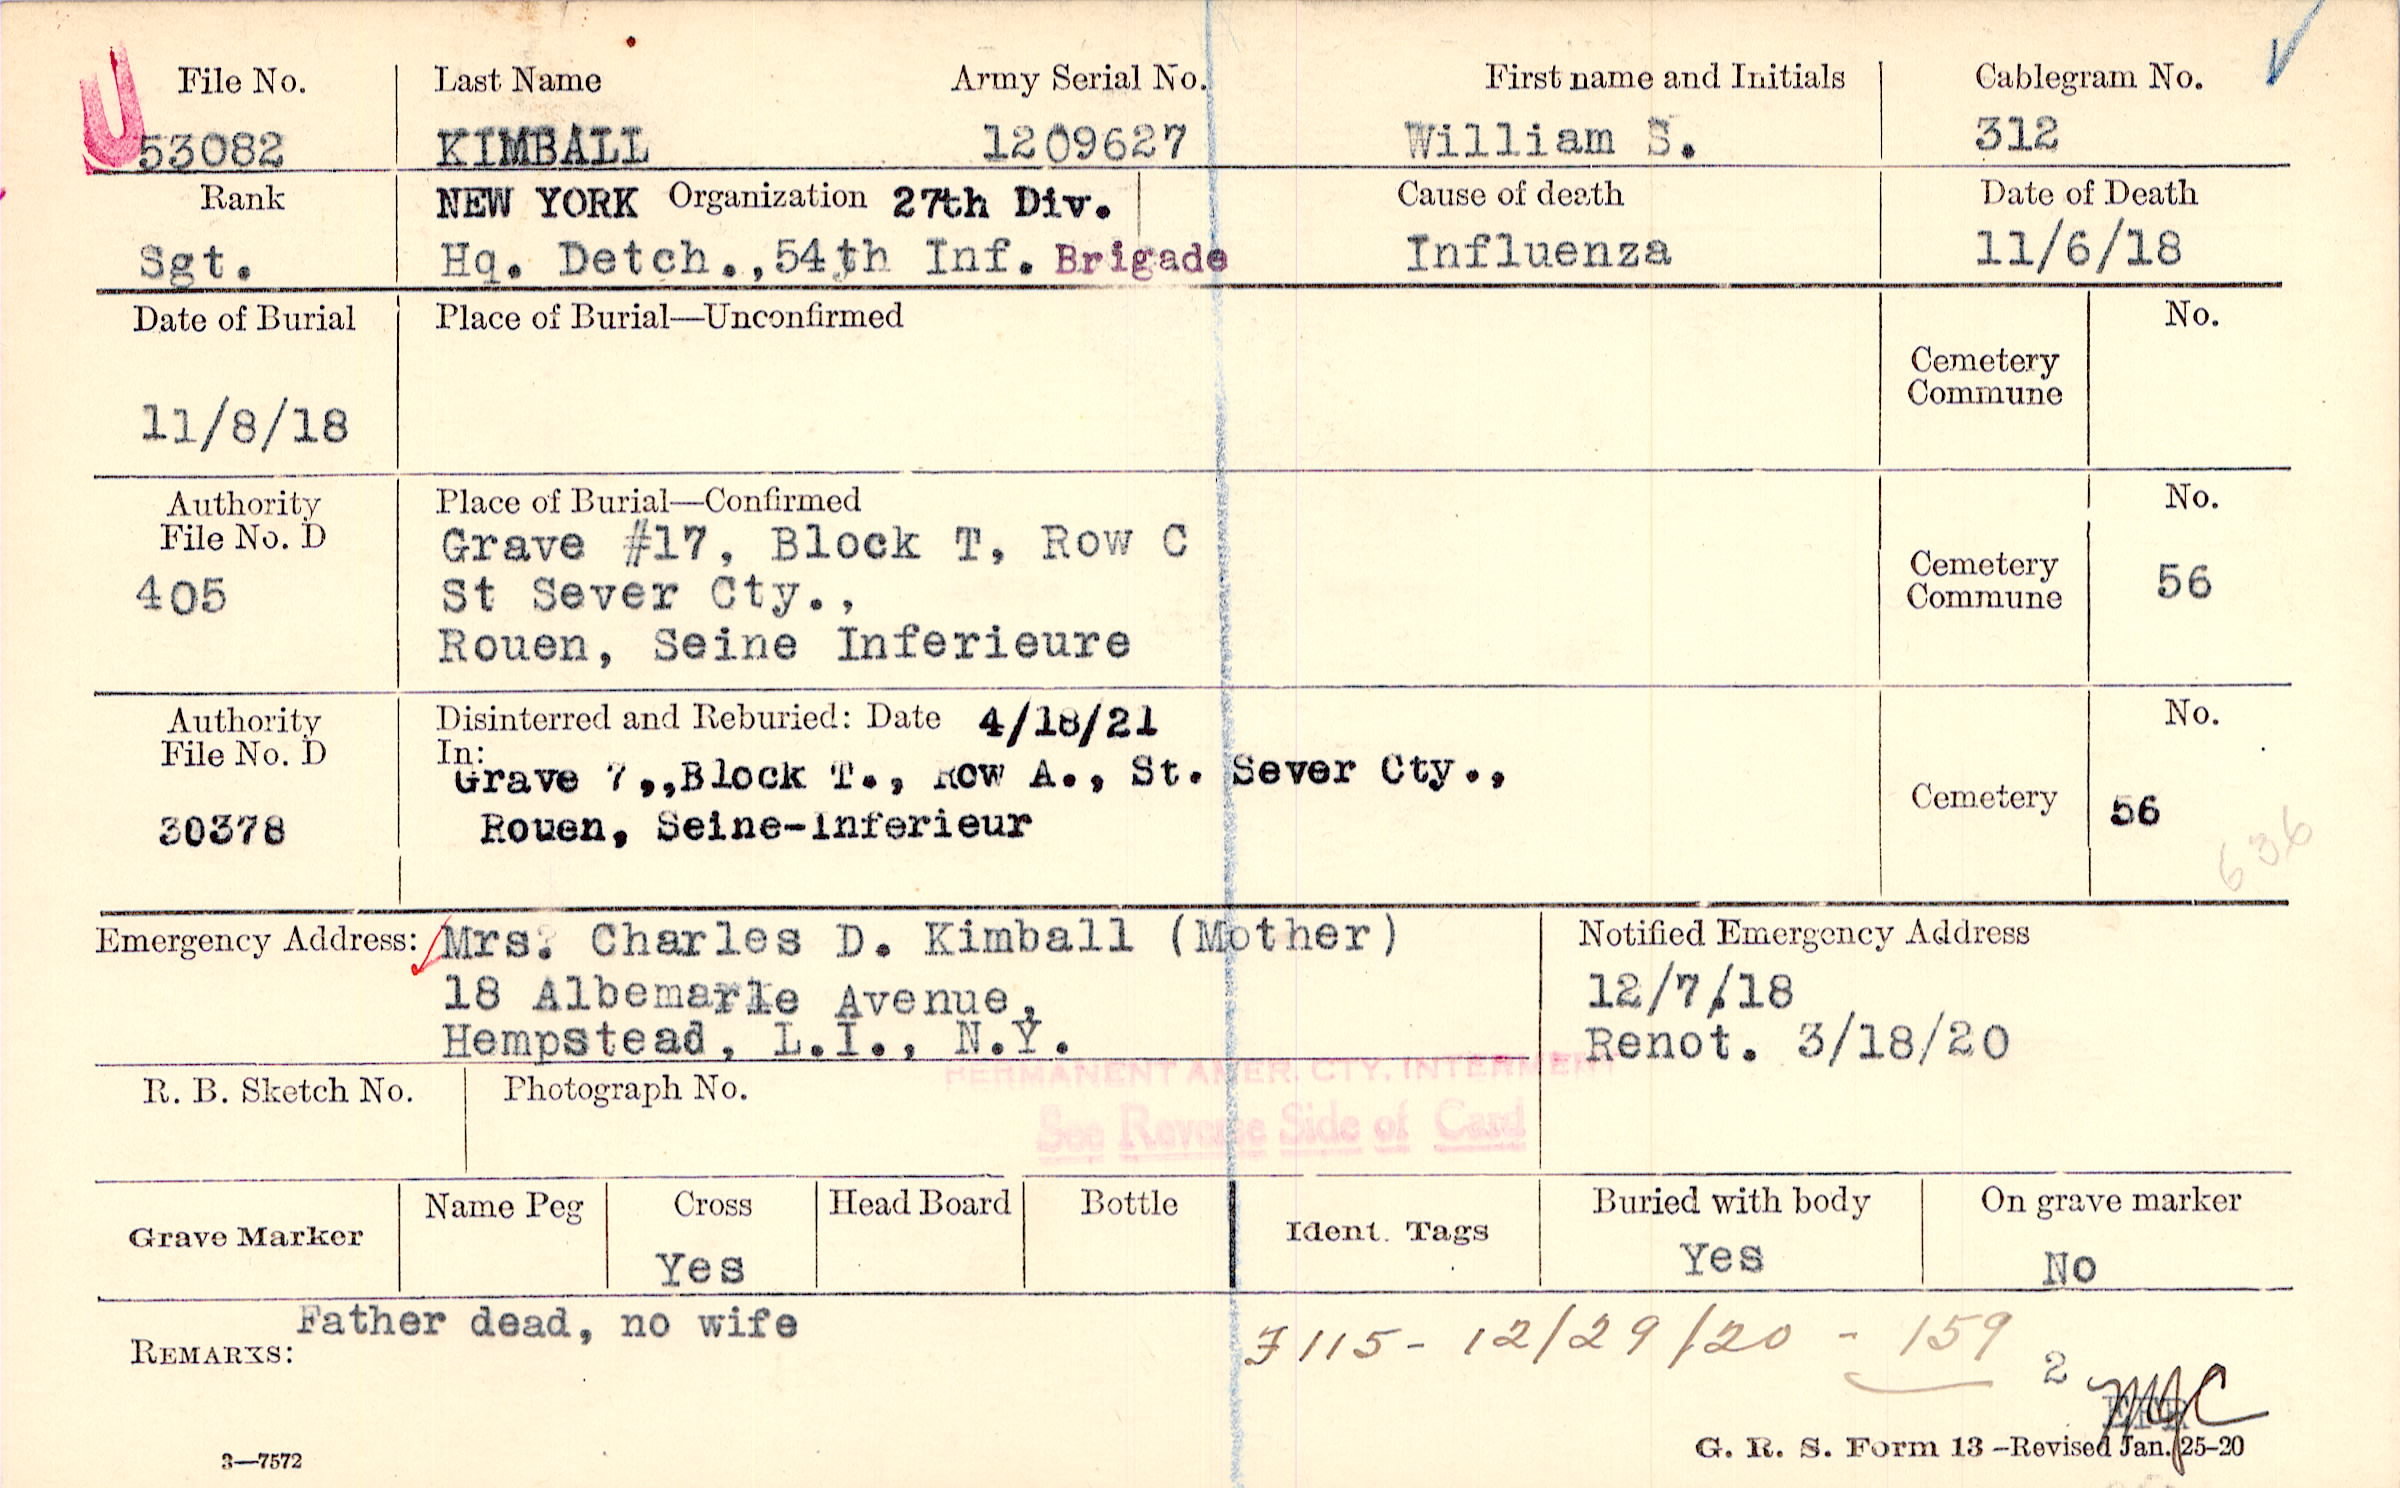 File No. Last Name Army Serial No. First name and Initials Cablegram No.
53082 KIMBALL 1209627 William S. 312
Rank NEW YORK Organization 27th Div. Cause of death Date of Death
Sgt. Hq. Detch.,54th Inf. Brigade Influenza 11/6/18
Date of Burial Place of Burial—Unconfirmed No.
Cemetery
Commune
11/8/18
Authority Place of Burial—Confirmed No.
File No. D Grave #17, Block T, Row C
405 St Sever Cty., Cemetery
Commune 56
Rouen, Seine Inferieure
Authority Disinterred and Reburied: Date 4/18/21 No.
File No. D In:
Grave 7,,Block T., Row A., St. Sever Cty.,
30378 Rouen, Seine-Inferieur Cemetery 56
636
Emergency Address: Mrs. Charles D. Kimball (Mother) Notified Emergency Address
18 Albemarle Avenue, 12/7/18
Hempstead, L.I., N.Y. Renot. 3/18/20
PERMANENT AMER. CTY. INTERMENT
R. B. Sketch No. Photograph No.
See Reverse Side of Card
Grave Marker Name Peg Cross Head Board Bottle Ident. Tags Buried with body On grave marker
Yes Yes No
Father dead, no wife
REMARKS: 115- 12/29/20 - 159
2
3—7572 G. R. S. Form 13—Revised Jan. 25-20